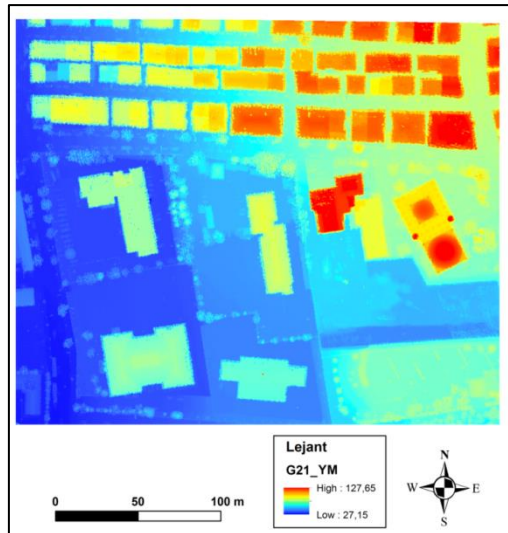 Lejant
G21_YM
High : 127,65
Low : 27,15
0 50 100 m
N
W E
S